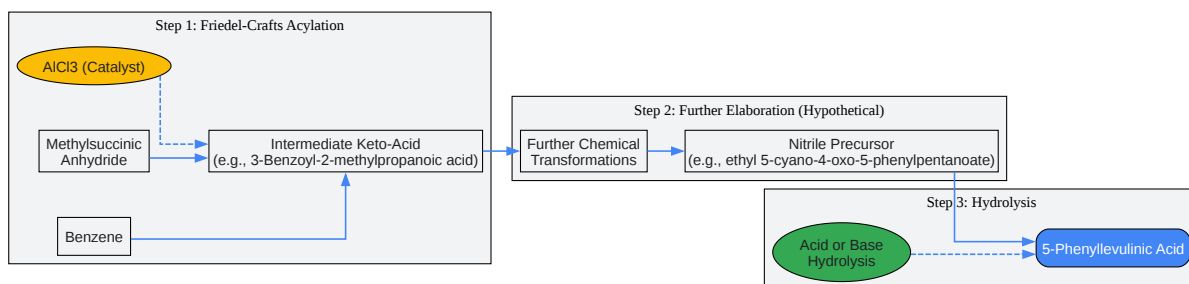 Step 1: Friedel-Crafts Acylation
AlCl3 (Catalyst)
Methylsuccinic
Anhydride
Intermediate Keto-Acid
(e.g., 3-Benzoyl-2-methylpropanoic acid)
Benzene
Step 2: Further Elaboration (Hypothetical)
Further Chemical
Transformations
Nitrile Precursor
(e.g., ethyl 5-cyano-4-oxo-5-phenylpentanoate)
Step 3: Hydrolysis
Acid or Base
Hydrolysis
5-Phenyllevulinic Acid